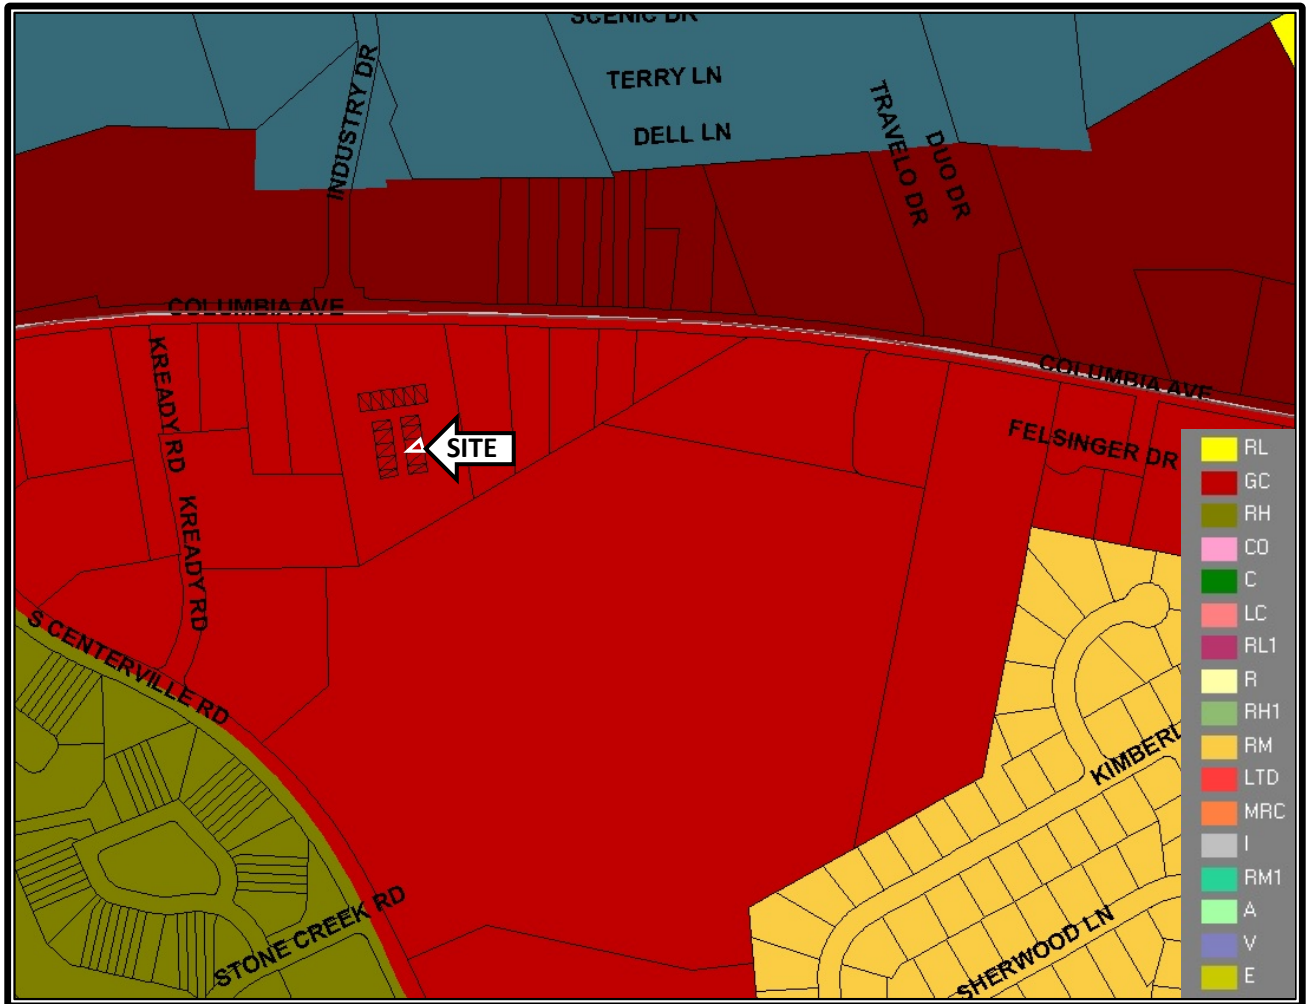 SCENIC DR
TERRY LN
DELL LN
INDUSTRY DR
TRAVELO DR
DUO DR
COLUMBIA AVE
COLUMBIA AVE
KREADY RD
KREADY RD
SITE
FELSINGER DR
S CENTERVILLE RD
STONE CREEK RD
KIMBERL
SHERWOOD LN
RL
GC
RH
CO
C
LC
RL1
R
RH1
RM
LTD
MRC
I
RM1
A
V
E